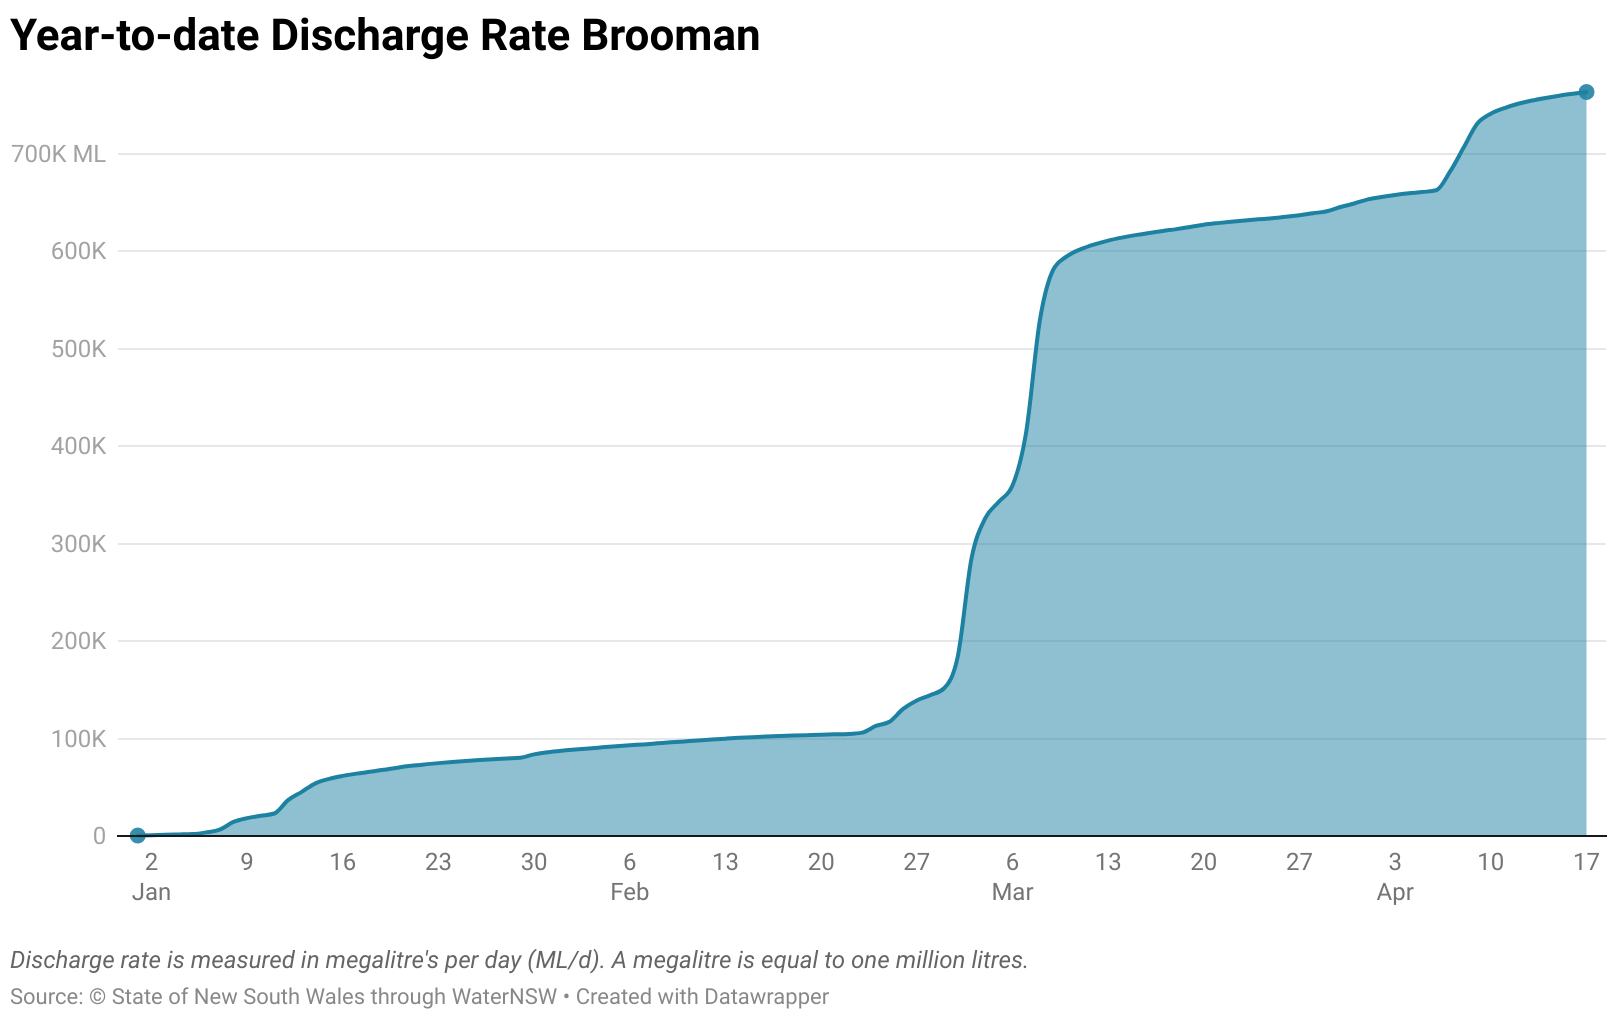 Year-to-date Discharge Rate Brooman
700K ML
600K
500K
400K
300K
200K
100K
0
2 9 16 23 30 6 13 20 27 6 13 20 27 3 10 17
Jan Feb Mar Apr
Discharge rate is measured in megalitre's per day (ML/d). A megalitre is equal to one million litres.
Source: © State of New South Wales through WaterNSW • Created with Datawrapper